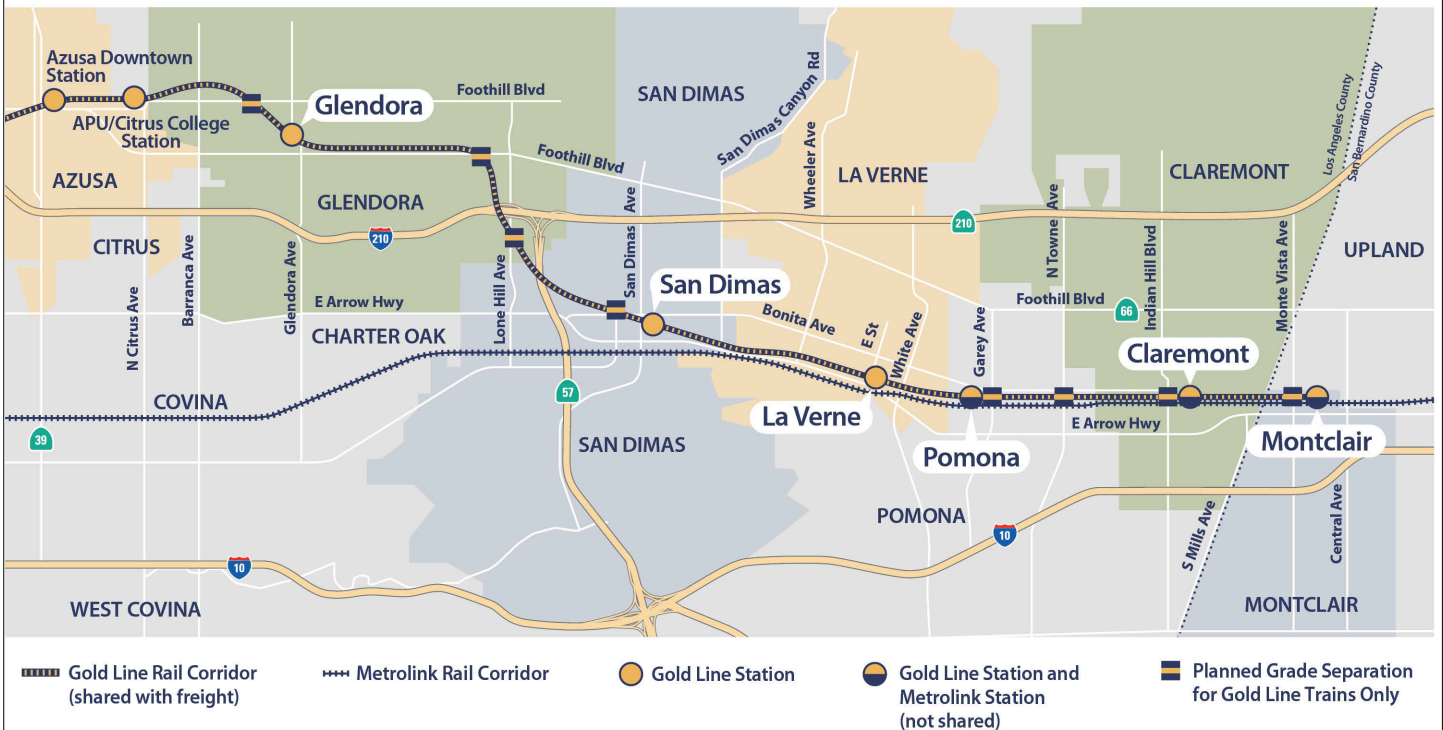 Azusa Downtown
Station
APU/Citrus College
Station
Glendora
Foothill Blvd
SAN DIMAS
San Dimas Canyon Rd
Foothill Blvd
Wheeler Ave
LA VERNE
CLAREMONT
Los Angeles County
San Bernardino County
AZUSA
GLENDORA
210
210
CITRUS
UPLAND
N Citrus Ave
Barranca Ave
Glendora Ave
Lone Hill Ave
San Dimas Ave
N Towne Ave
Indian Hill Blvd
Monte Vista Ave
E Arrow Hwy
San Dimas
Bonita Ave
Foothill Blvd
66
CHARTER OAK
E St
White Ave
Garey Ave
Claremont
COVINA
57
La Verne
E Arrow Hwy
39
SAN DIMAS
Pomona
Montclair
POMONA
10
10
S Mills Ave
Central Ave
WEST COVINA
MONTCLAIR
Gold Line Rail Corridor
(shared with freight)
Metrolink Rail Corridor
Gold Line Station
Gold Line Station and
Metrolink Station
(not shared)
Planned Grade Separation
for Gold Line Trains Only